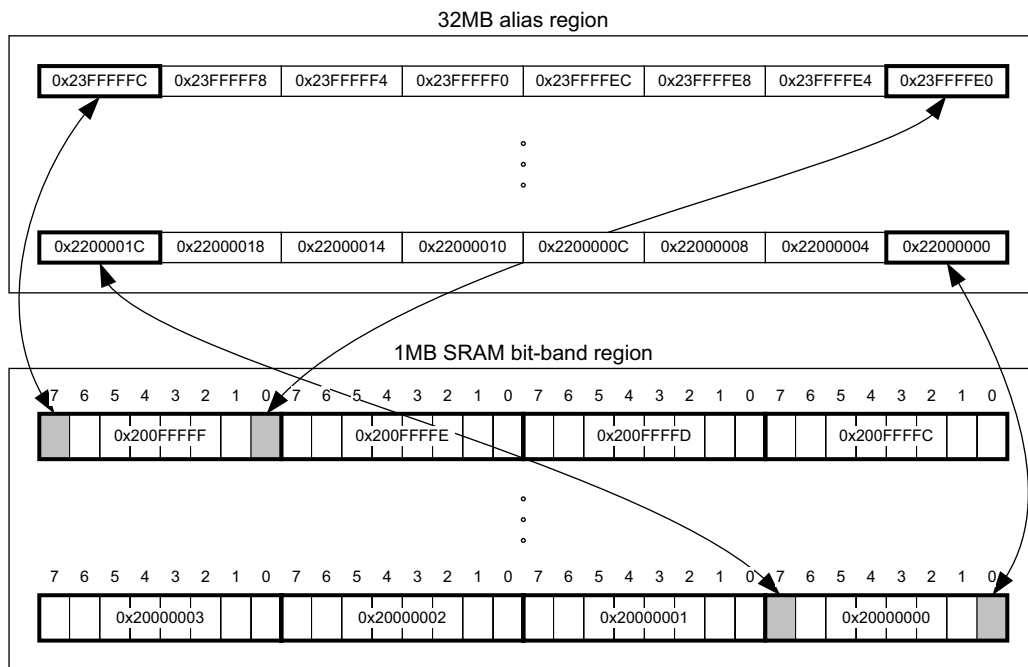 32MB alias region
0x23FFFFFC 0x23FFFFF8 0x23FFFFF4 0x23FFFFF0 0x23FFFFEC 0x23FFFFE8 0x23FFFFE4 0x23FFFFE0
0x2200001C 0x22000018 0x22000014 0x22000010 0x2200000C 0x22000008 0x22000004 0x22000000
1MB SRAM bit-band region
7 6 5 4 3 2 1 0 7 6 5 4 3 2 1 0 7 6 5 4 3 2 1 0 7 6 5 4 3 2 1 0
0x200FFFFF 0x200FFFFE 0x200FFFFD 0x200FFFFC
7 6 5 4 3 2 1 0 7 6 5 4 3 2 1 0 7 6 5 4 3 2 1 0 7 6 5 4 3 2 1 0
0x20000003 0x20000002 0x20000001 0x20000000